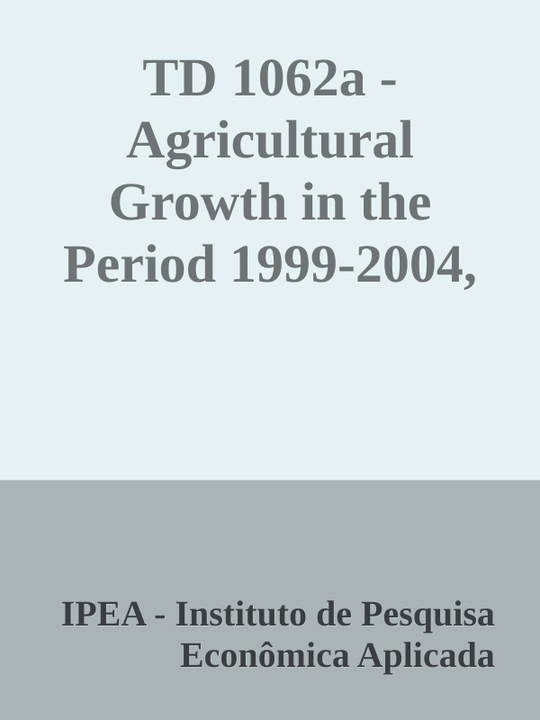 TD 1062a -
Agricultural
Growth in the
Period 1999-2004,
IPEA - Instituto de Pesquisa
Econômica Aplicada